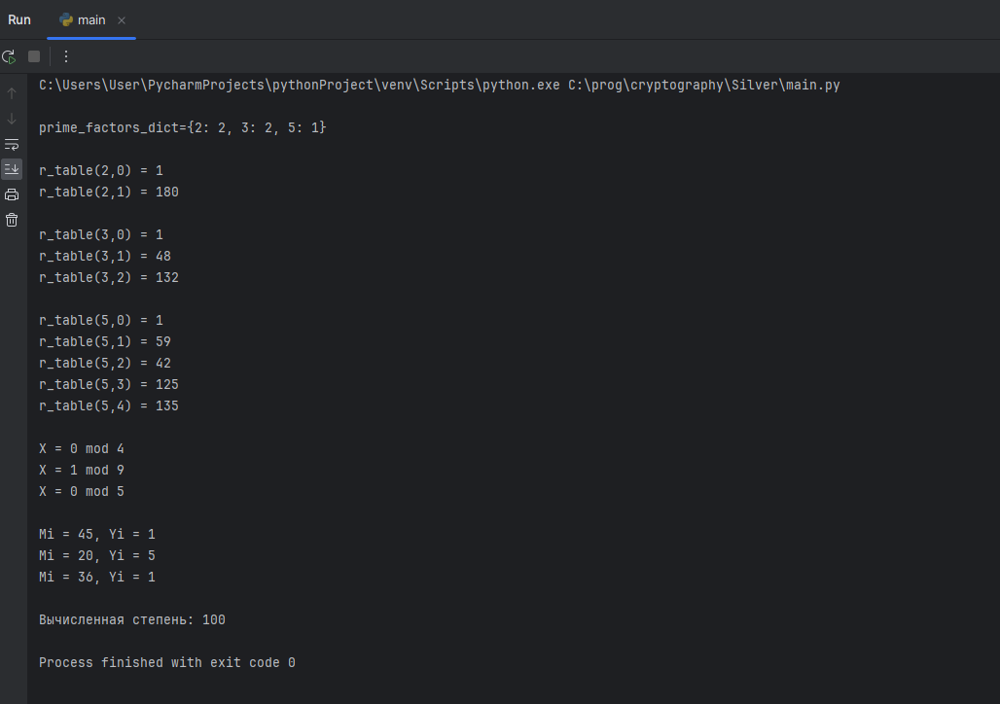 Run main
C:\Users\User\PycharmProjects\pythonProject\venv\Scripts\python.exe C:\prog\cryptography\Silver\main.py
prime_factors_dict={2: 2, 3: 2, 5: 1}
r_table(2,0) = 1
r_table(2,1) = 180
r_table(3,0) = 1
r_table(3,1) = 48
r_table(3,2) = 132
r_table(5,0) = 1
r_table(5,1) = 59
r_table(5,2) = 42
r_table(5,3) = 125
r_table(5,4) = 135
X = 0 mod 4
X = 1 mod 9
X = 0 mod 5
Mi = 45, Yi = 1
Mi = 20, Yi = 5
Mi = 36, Yi = 1
Вычисленная степень: 100
Process finished with exit code 0